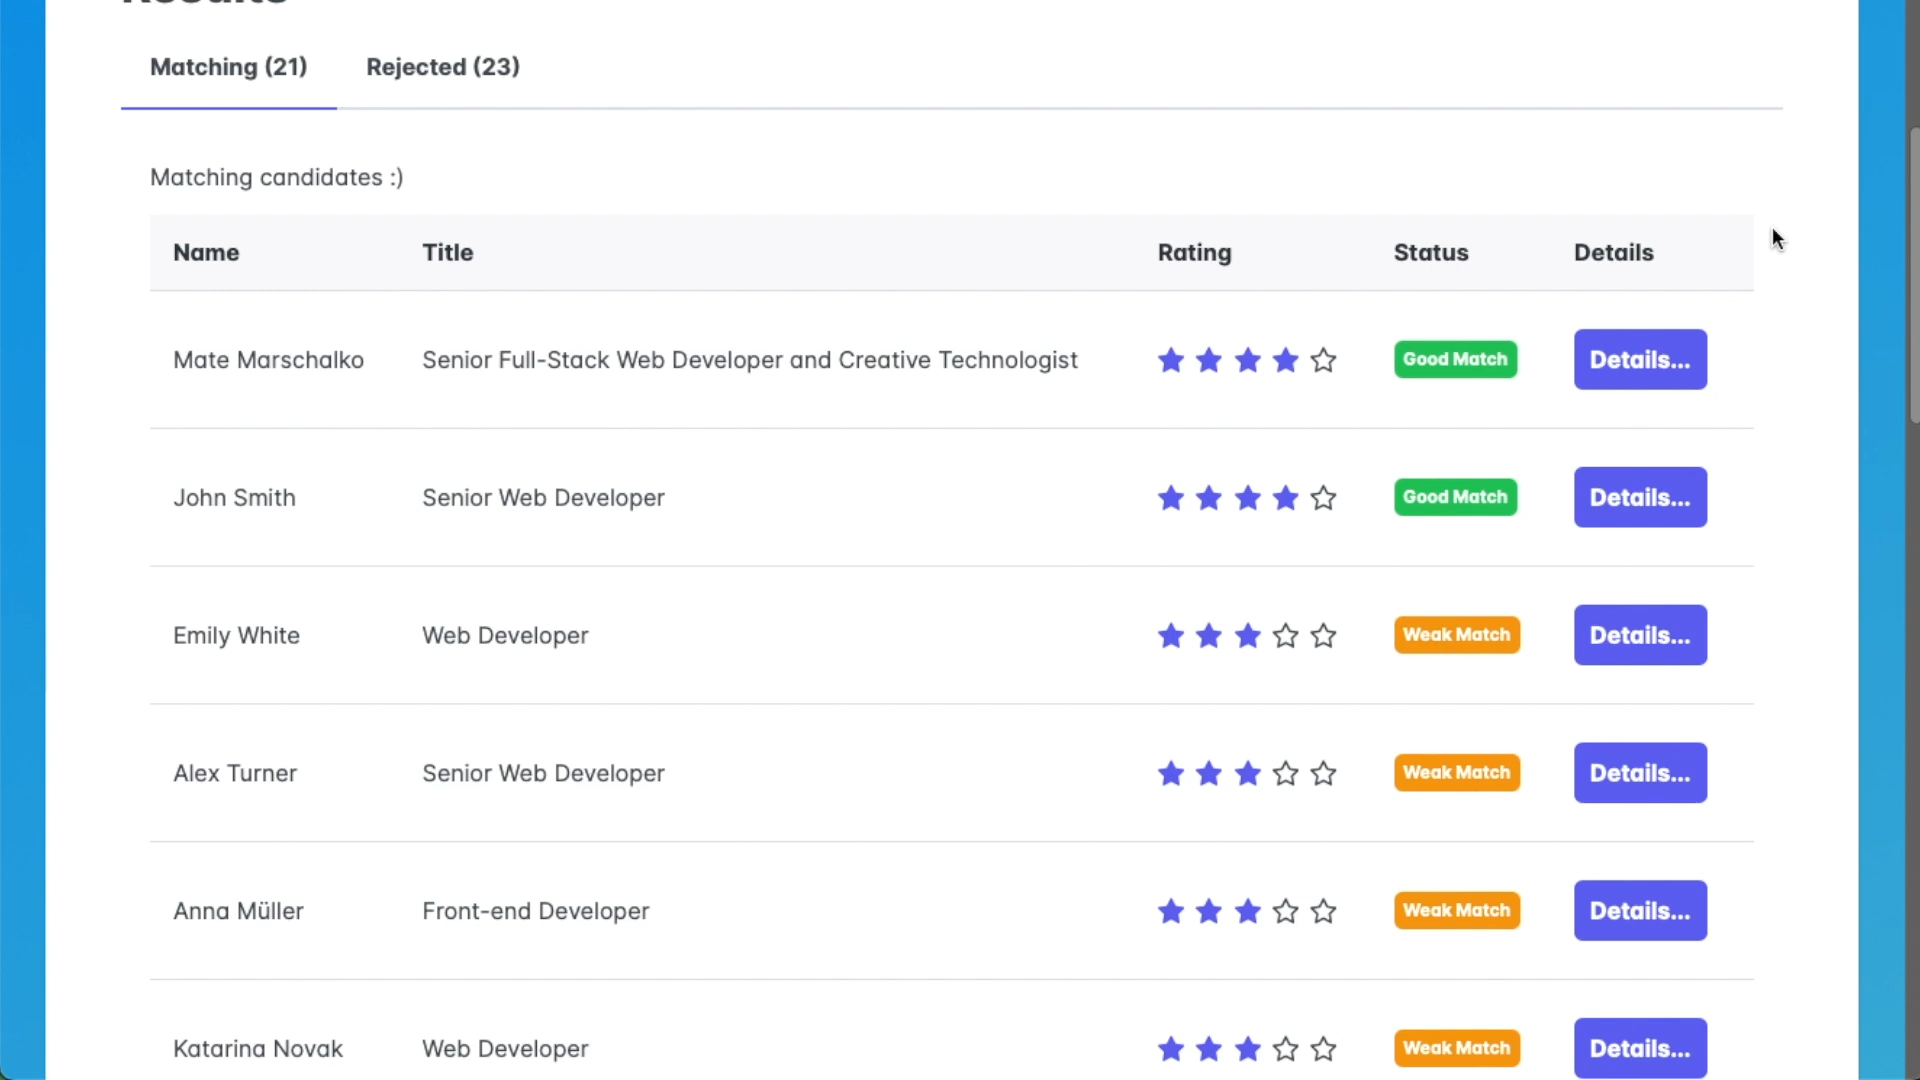 Results
Matching (21) Rejected (23)
Matching candidates :)
Name Title Rating Status Details
Mate Marschalko Senior Full-Stack Web Developer and Creative Technologist Good Match Details...
John Smith Senior Web Developer Good Match Details...
Emily White Web Developer Weak Match Details...
Alex Turner Senior Web Developer Weak Match Details...
Anna Müller Front-end Developer Weak Match Details...
Katarina Novak Web Developer Weak Match Details...